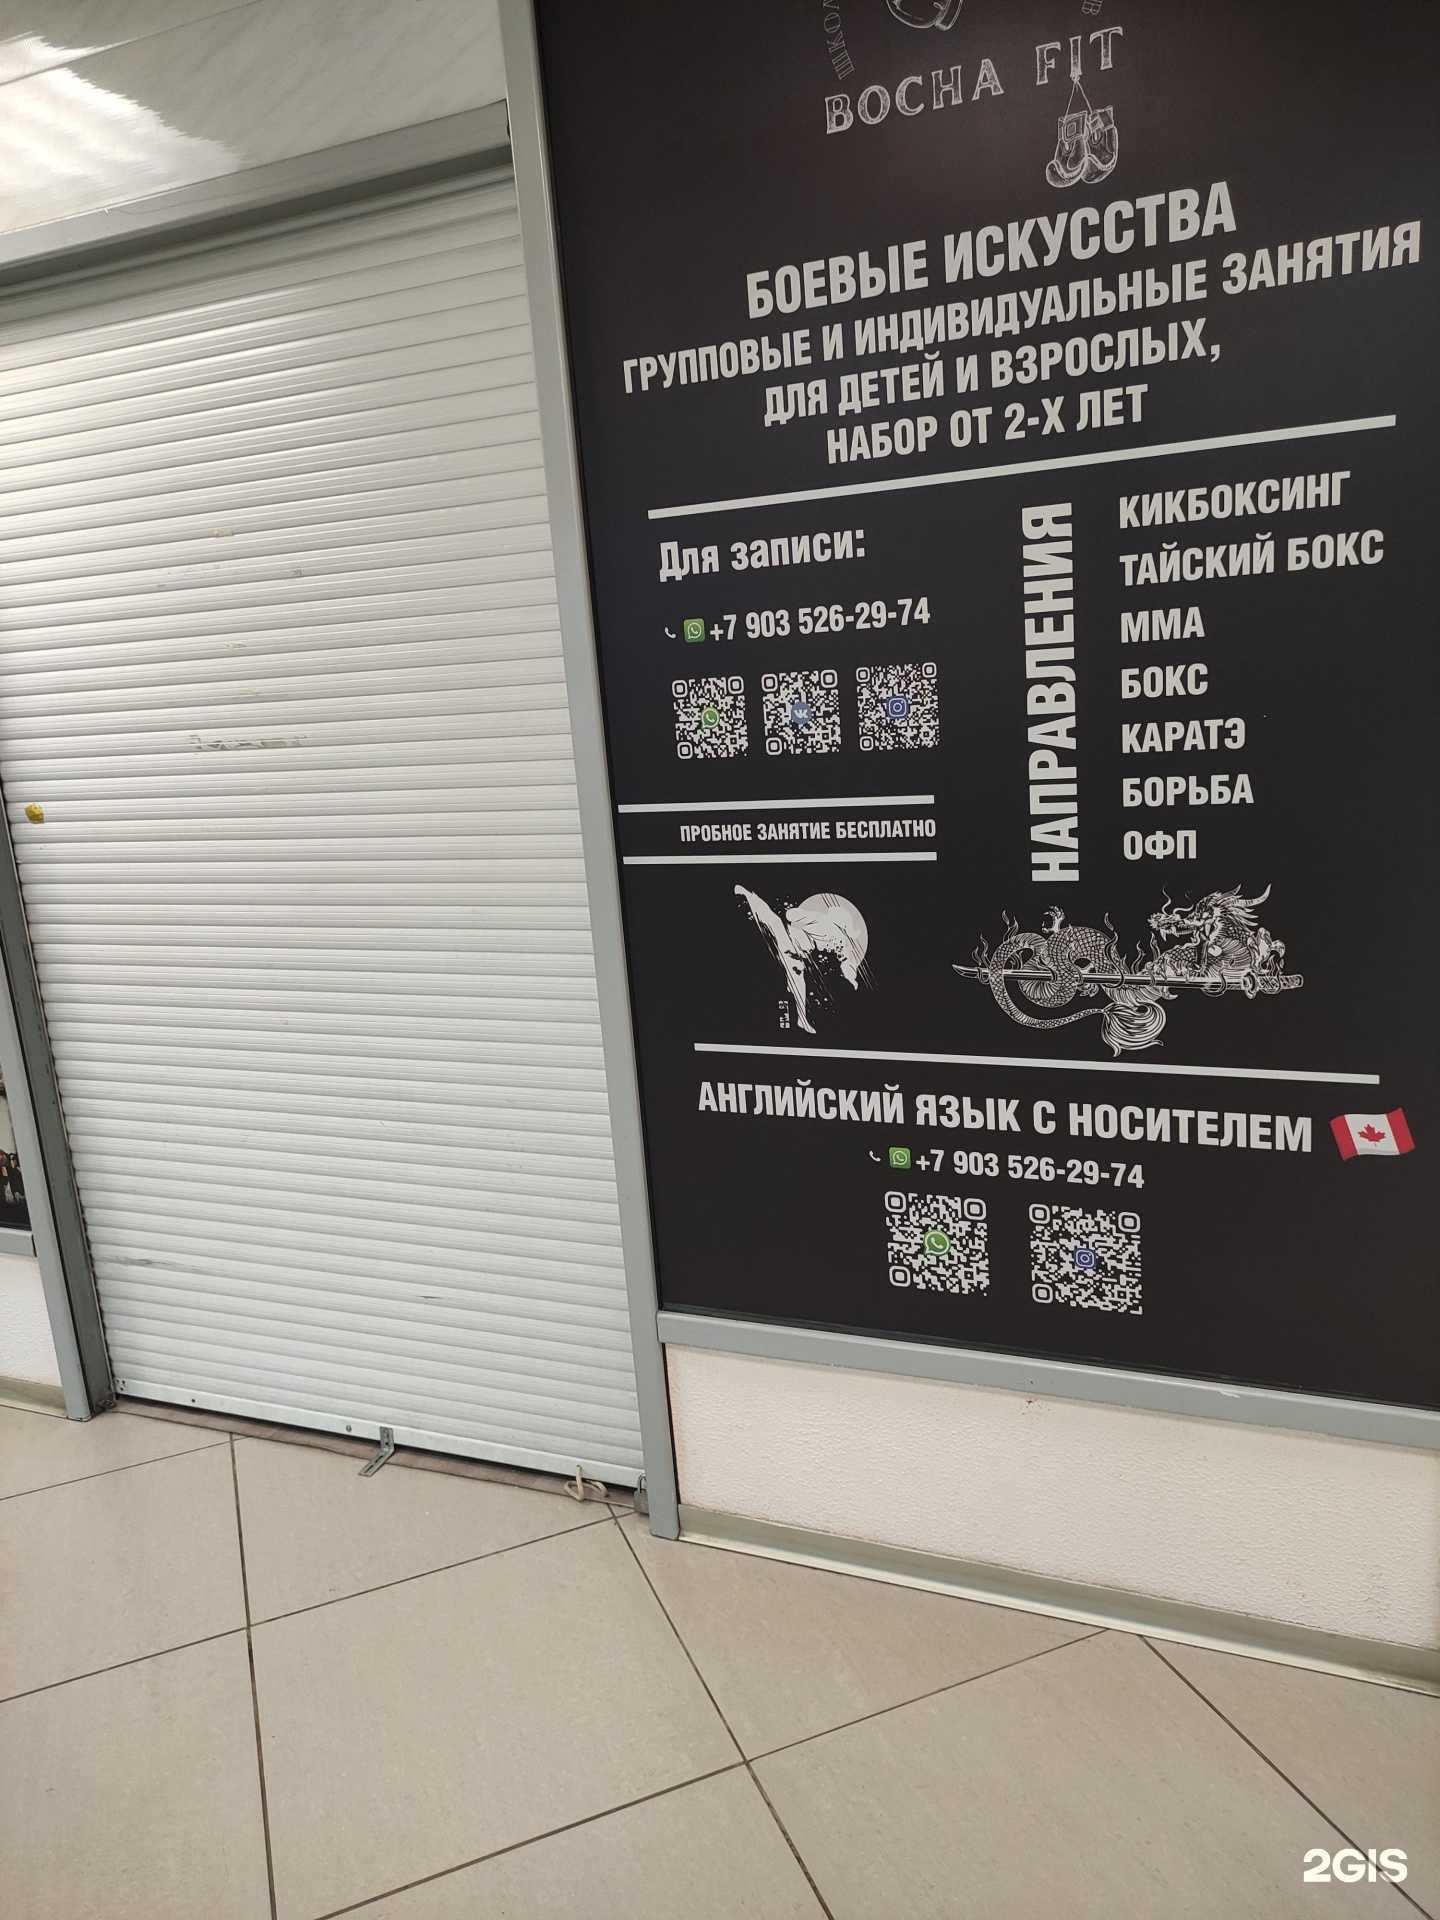 BOCHA FIT
БОЕВЫЕ ИСКУССТВА
ГРУППОВЫЕ И ИНДИВИДУАЛЬНЫЕ ЗАНЯТИЯ
ДЛЯ ДЕТЕЙ И ВЗРОСЛЫХ,
НАБОР ОТ 2-Х ЛЕТ
Для записи:
+7 903 526-29-74
ПРОБНОЕ ЗАНЯТИЕ БЕСПЛАТНО
НАПРАВЛЕНИЯ
КИКБОКСИНГ
ТАЙСКИЙ БОКС
ММА
БОКС
КАРАТЭ
БОРЬБА
ОФП
АНГЛИЙСКИЙ ЯЗЫК С НОСИТЕЛЕМ
+7 903 526-29-74
2GIS